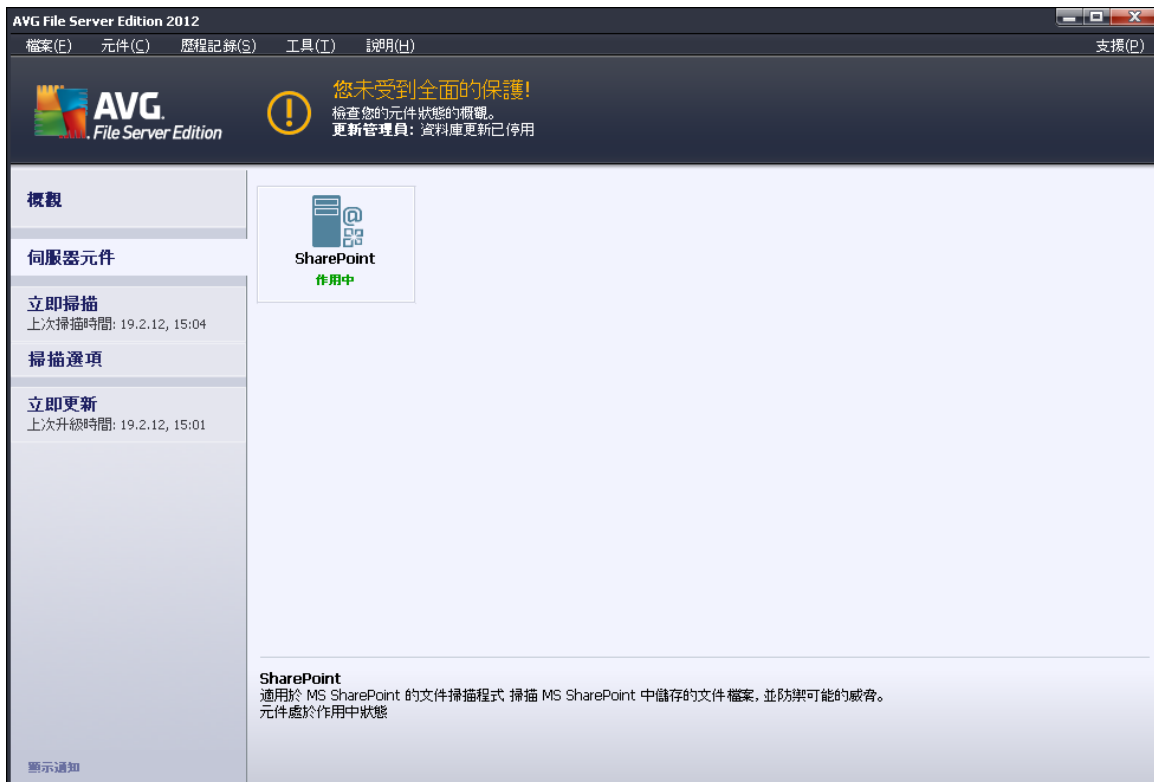 AVG File Server Edition 2012
檔案(F) 元件(C) 歷程記錄(S) 工具(T) 說明(H) 支援(P)
AVG.
File Server Edition
您未受到全面的保護!
檢查您的元件狀態的概觀。
更新管理員: 資料庫更新已停用
概觀
伺服器元件
立即掃描
上次掃描時間: 19.2.12, 15:04
掃描選項
立即更新
上次升級時間: 19.2.12, 15:01
SharePoint
作用中
SharePoint
適用於 MS SharePoint 的文件掃描程式 掃描 MS SharePoint 中儲存的文件檔案, 並防禦可能的威脅。
元件處於作用中狀態
顯示通知